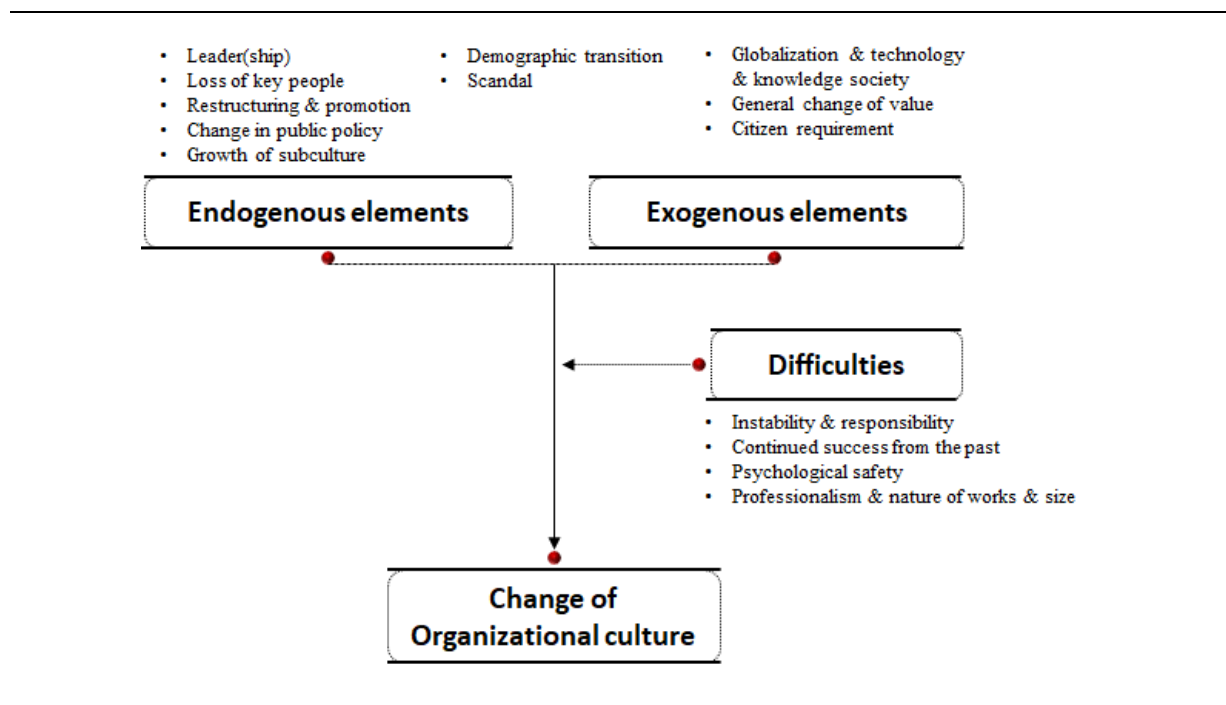 • Leader(ship)
• Loss of key people
• Restructuring & promotion
• Change in public policy
• Growth of subculture
• Demographic transition
• Scandal
• Globalization & technology
& knowledge society
• General change of value
• Citizen requirement
Endogenous elements
Exogenous elements
Difficulties
• Instability & responsibility
• Continued success from the past
• Psychological safety
• Professionalism & nature of works & size
Change of
Organizational culture